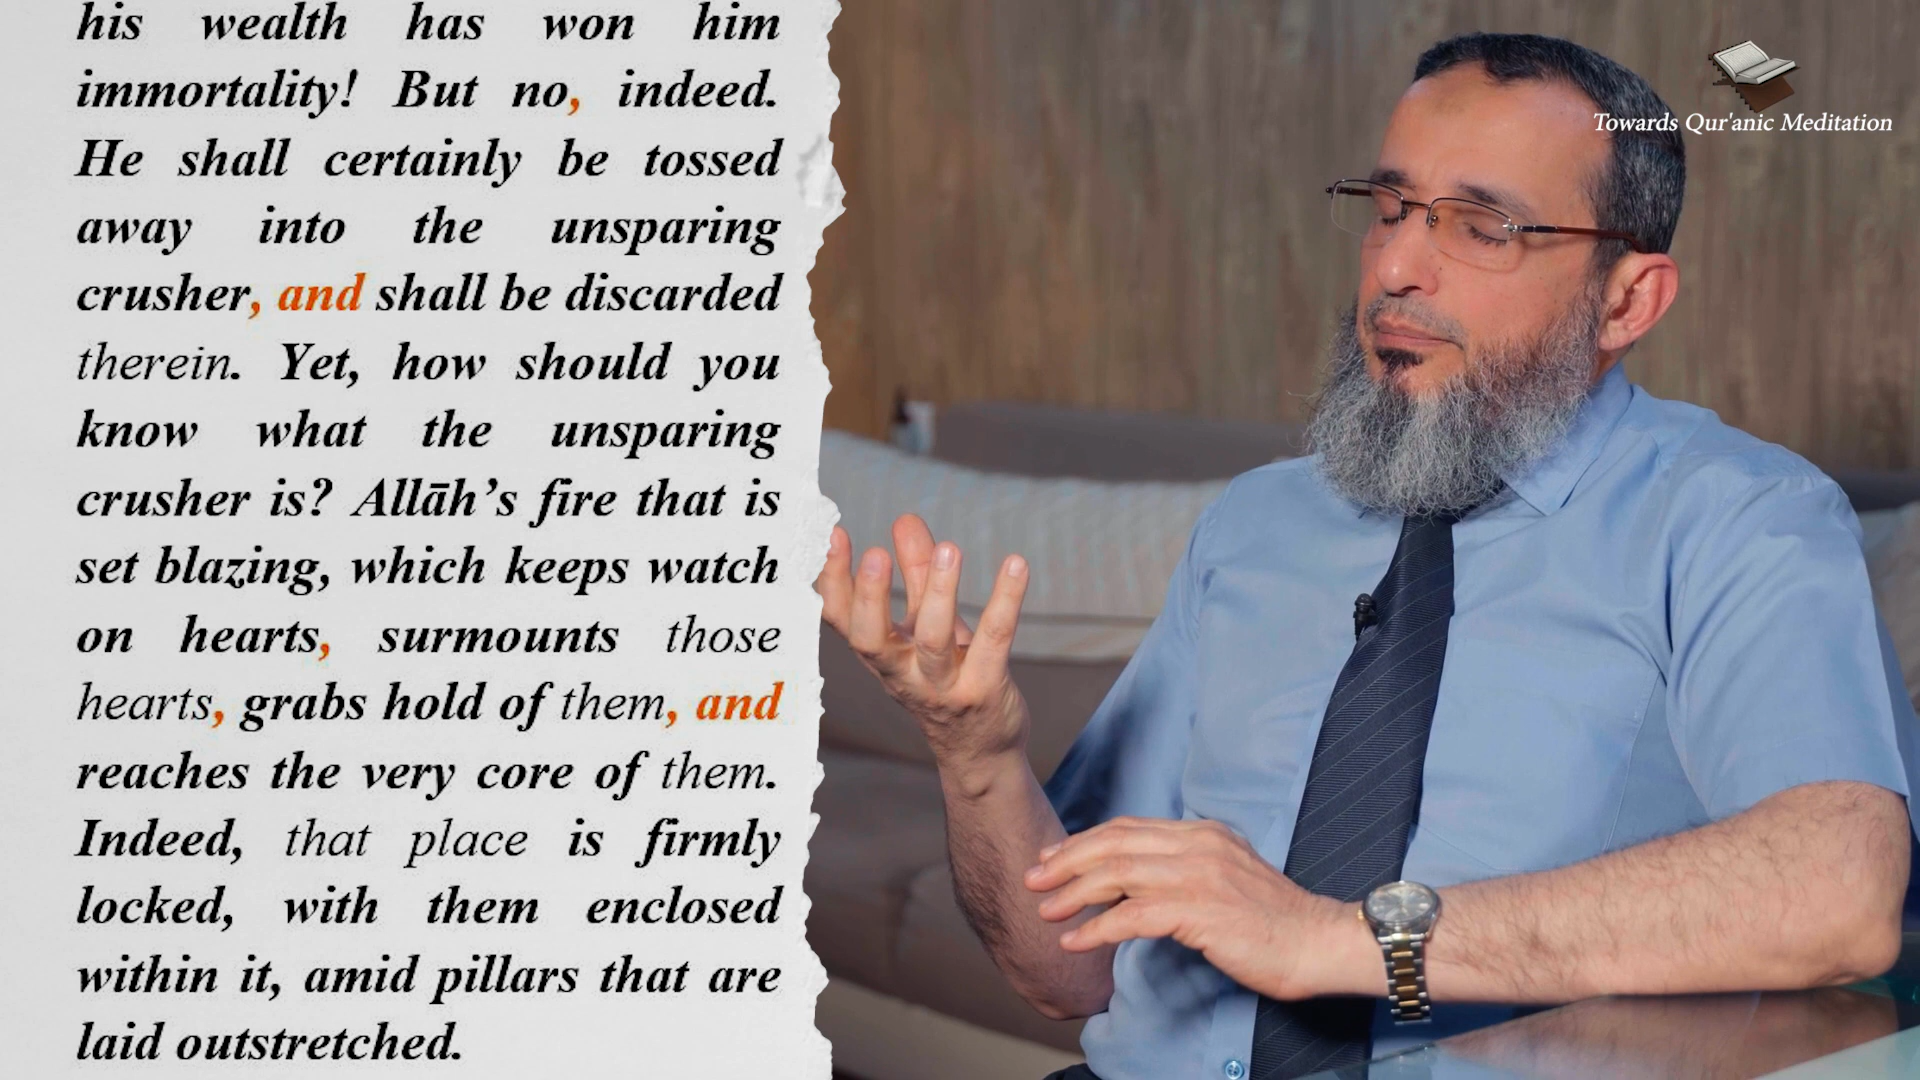 his wealth has won him
immortality! But no, indeed.
He shall certainly be tossed
away into the unsparing
crusher, and shall be discarded
therein. Yet, how should you
know what the unsparing
crusher is? Allāh’s fire that is
set blazing, which keeps watch
on hearts, surmounts those
hearts, grabs hold of them, and
reaches the very core of them.
Indeed, that place is firmly
locked, with them enclosed
within it, amid pillars that are
laid outstretched.
Towards Qur'anic Meditation